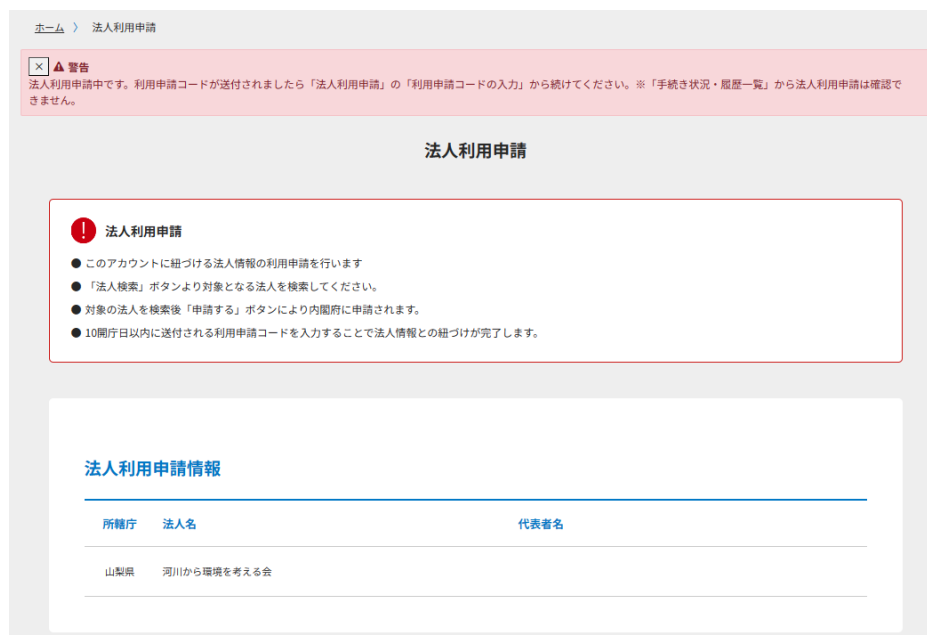 ホーム 〉 法人利用申請
× 警告
法人利用申請中です。利用申請コードが送付されましたら「法人利用申請」の「利用申請コードの入力」から続けてください。※「手続き状況・履歴一覧」から法人利用申請は確認で
きません。
法人利用申請
法人利用申請
● このアカウントに紐づける法人情報の利用申請を行います
● 「法人検索」ボタンより対象となる法人を検索してください。
● 対象の法人を検索後「申請する」ボタンにより内閣府に申請されます。
● 10開庁日以内に送付される利用申請コードを入力することで法人情報との紐づけが完了します。
法人利用申請情報
所轄庁 法人名 代表者名
山梨県 河川から環境を考える会